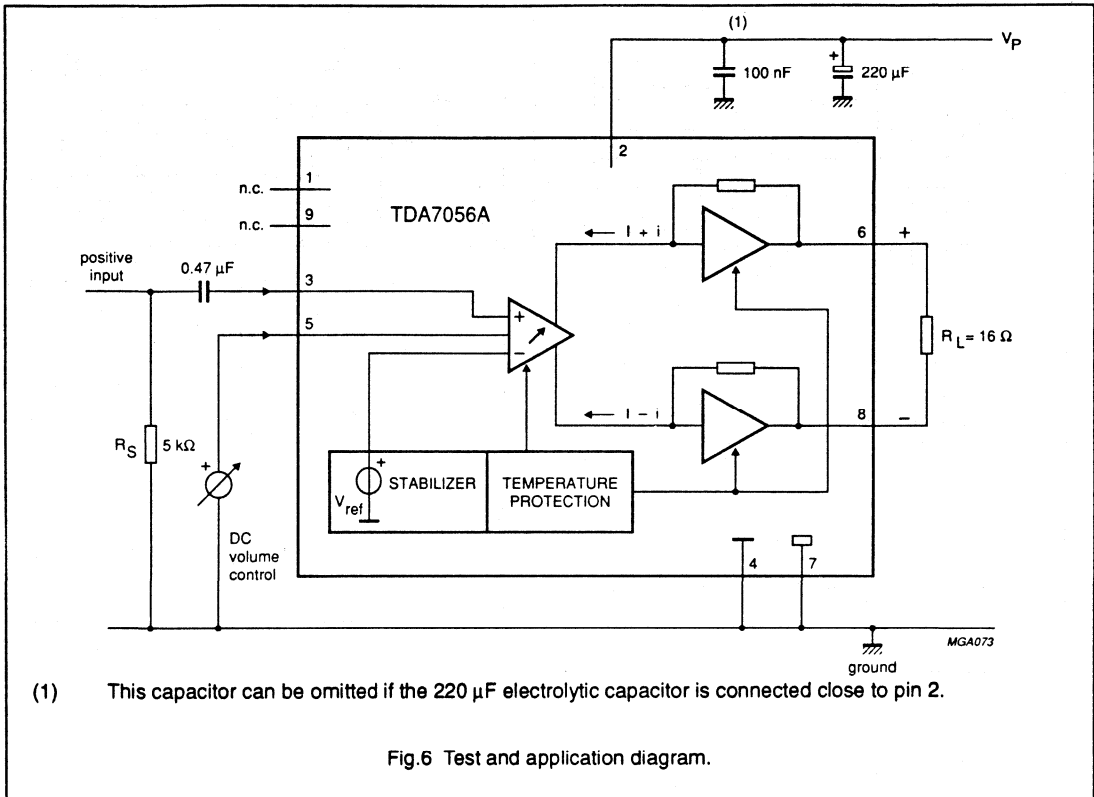 (1)
V_P
+
100 nF
220 µF
2
n.c.
1
n.c.
9
TDA7056A
I + i
6
+
positive
input
0.47 µF
3
5
+
−
R_L = 16 Ω
I − i
8
−
R_S
5 kΩ
+
+
V_ref
STABILIZER
TEMPERATURE
PROTECTION
DC
volume
control
4
7
MGA073
ground
(1) This capacitor can be omitted if the 220 µF electrolytic capacitor is connected close to pin 2.
Fig.6 Test and application diagram.